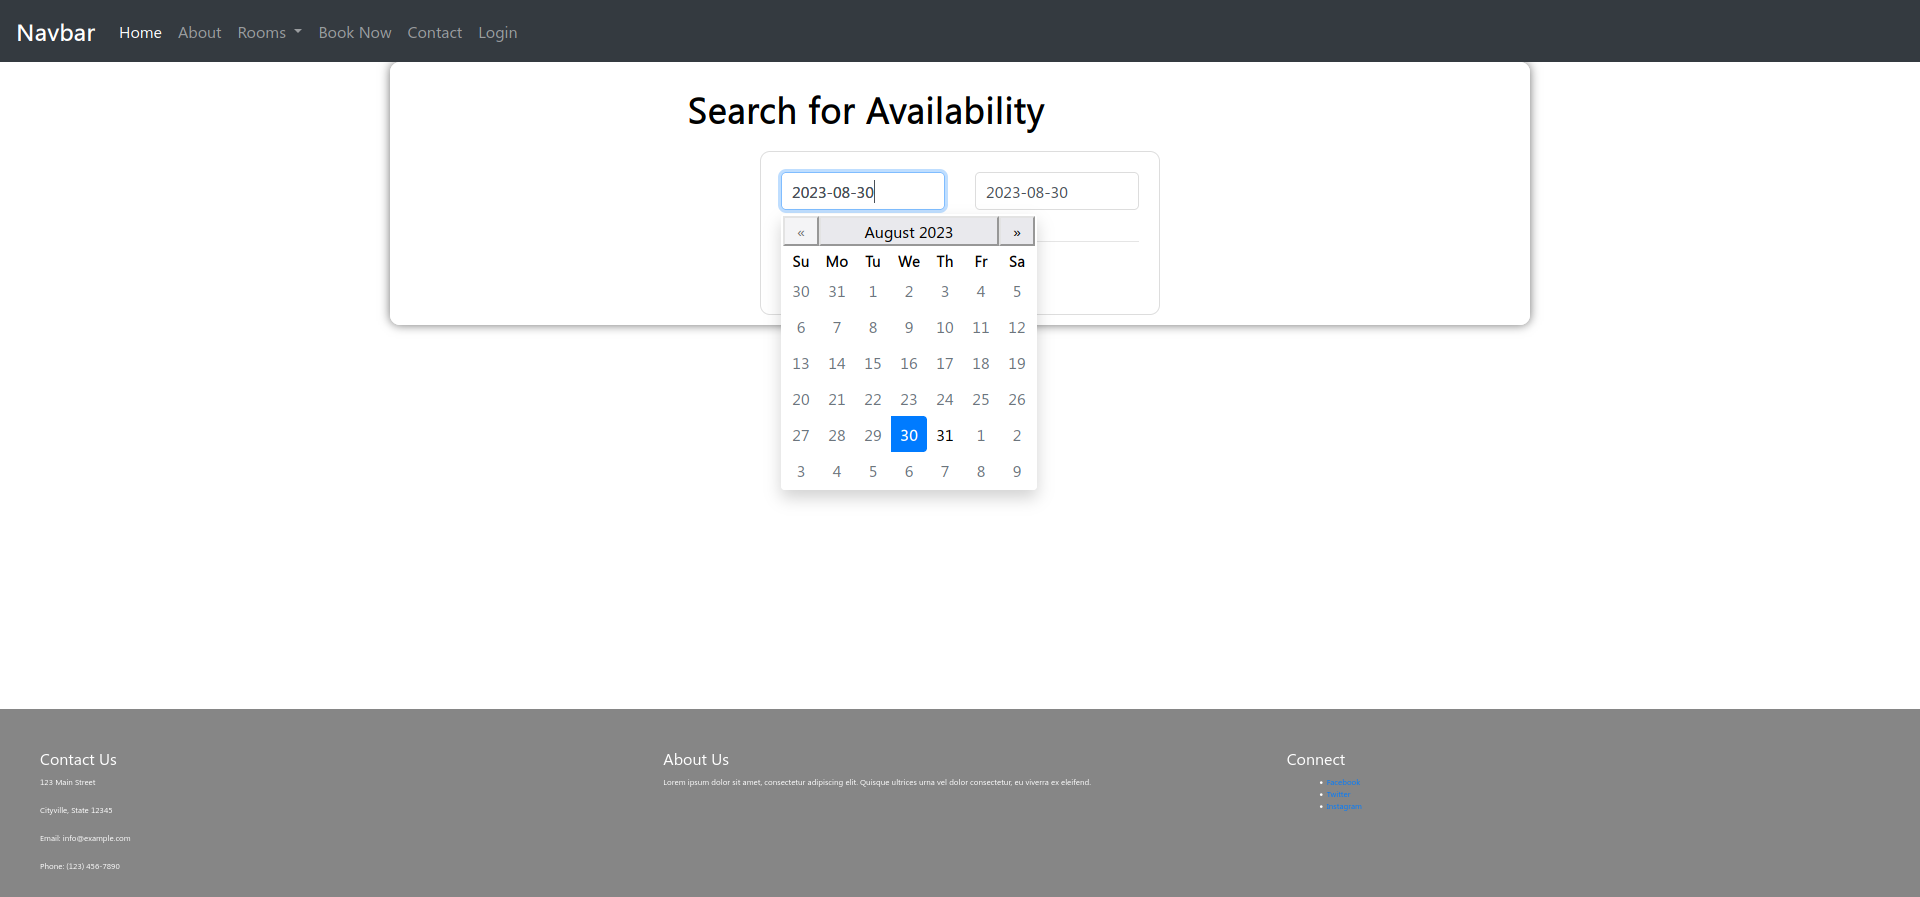 Navbar Home About Rooms Book Now Contact Login
Search for Availability
2023-08-30 2023-08-30
« August 2023 »
Su Mo Tu We Th Fr Sa
30 31 1 2 3 4 5
6 7 8 9 10 11 12
13 14 15 16 17 18 19
20 21 22 23 24 25 26
27 28 29 30 31 1 2
3 4 5 6 7 8 9
Contact Us
123 Main Street
Cityville, State 12345
Email: info@example.com
Phone: (123) 456-7890
About Us
Lorem ipsum dolor sit amet, consectetur adipiscing elit. Quisque ultrices urna vel dolor consectetur, eu viverra ex eleifend.
Connect
• Facebook
• Twitter
• Instagram